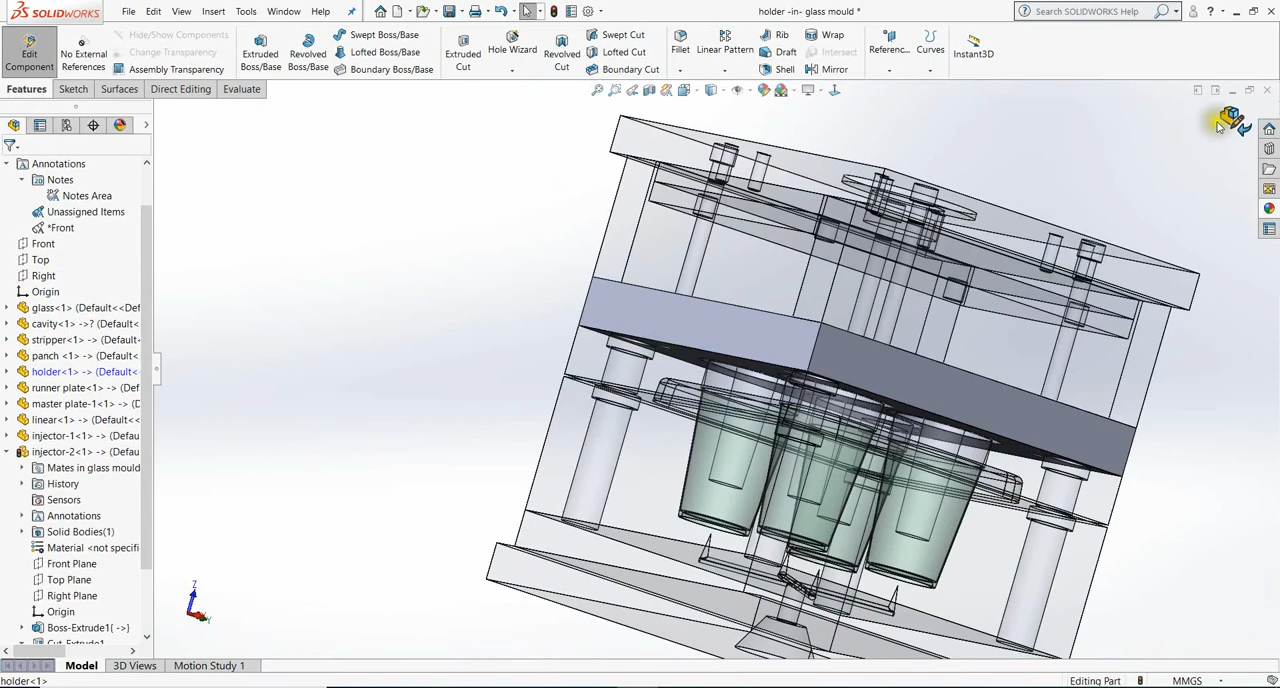 SOLIDWORKS File Edit View Insert Tools Window Help holder -in- glass mould * Search SOLIDWORKS Help
Edit Component
No External References
Hide/Show Components
Change Transparency
Assembly Transparency
Extruded Boss/Base
Revolved Boss/Base
Swept Boss/Base
Lofted Boss/Base
Boundary Boss/Base
Extruded Cut
Hole Wizard
Revolved Cut
Swept Cut
Lofted Cut
Boundary Cut
Fillet
Linear Pattern
Rib
Draft
Shell
Wrap
Intersect
Mirror
Referenc...
Curves
Instant3D
Features Sketch Surfaces Direct Editing Evaluate
Annotations
Notes
Notes Area
Unassigned Items
*Front
Front
Top
Right
Origin
glass<1> (Default<<Def
cavity<1> ->? (Default<
stripper<1> -> (Default<
panch <1> -> (Default<
holder<1> -> (Default<
runner plate<1> -> (Def
master plate-1<1> -> (D
linear<1> -> (Default<<
injector-1<1> -> (Defau
injector-2<1> -> (Defau
Mates in glass mould
History
Sensors
Annotations
Solid Bodies(1)
Material <not specifi
Front Plane
Top Plane
Right Plane
Origin
Boss-Extrude1{ ->}
Cut-Extrude1
Z
Model 3D Views Motion Study 1
holder<1> Editing Part MMGS